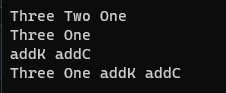 Three Two One
Three One
addK addC
Three One addK addC